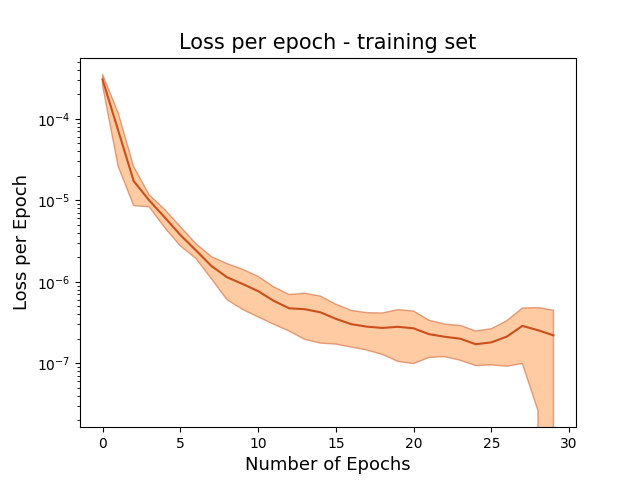 Loss per epoch - training set
Loss per Epoch
10⁻⁴
10⁻⁵
10⁻⁶
10⁻⁷
0 5 10 15 20 25 30
Number of Epochs